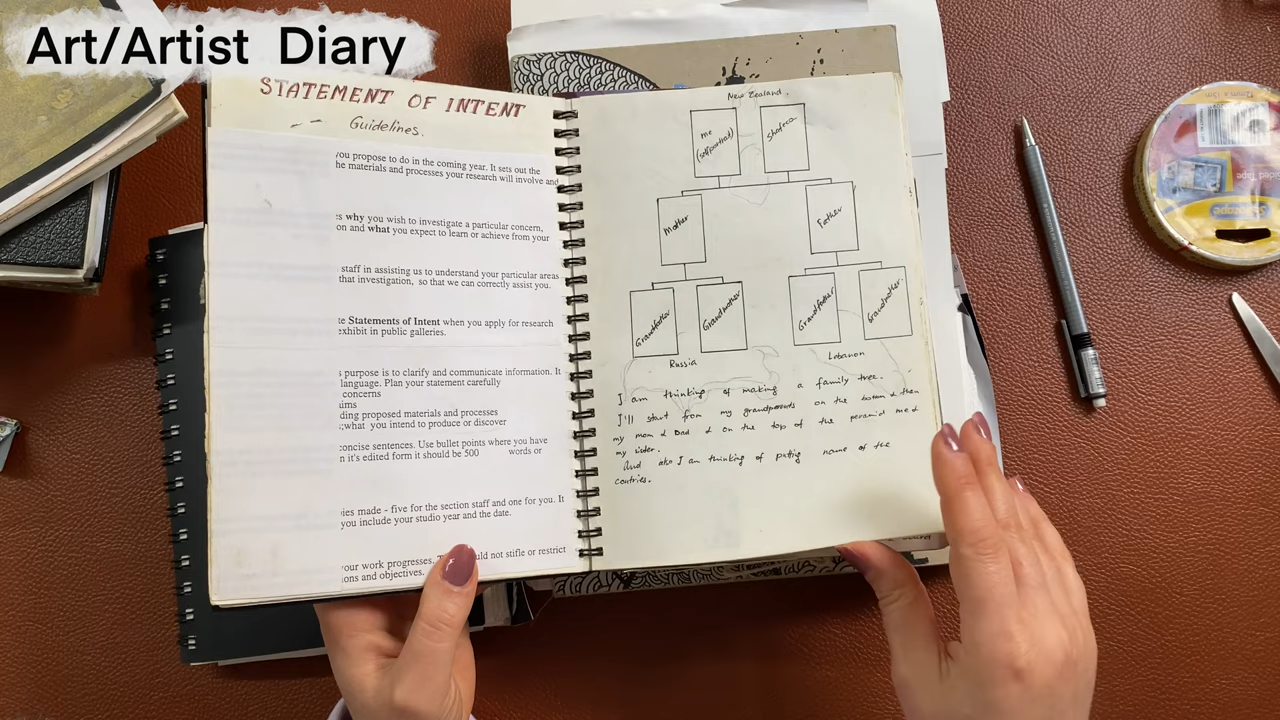 Art/Artist Diary
STATEMENT OF INTENT
Guidelines.
you propose to do in the coming year. It sets out the
he materials and processes your research will involve and
s why you wish to investigate a particular concern,
on and what you expect to learn or achieve from your
staff in assisting us to understand your particular areas
that investigation, so that we can correctly assist you.
te Statements of Intent when you apply for research
exhibit in public galleries.
s purpose is to clarify and communicate information. It
language. Plan your statement carefully
concerns
ims
ding proposed materials and processes
;what you intend to produce or discover
concise sentences. Use bullet points where you have
n it's edited form it should be 500 words or
ies made - five for the section staff and one for you. It
you include your studio year and the date.
your work progresses. uld not stifle or restrict
ions and objectives.
New Zealand.
me
(selfportrait)
Mother
Father
Grandfather
Grandmother
Grandfather
Grandmother
Russia
Lebanon
I am thinking of making a family tree.
I'll start from my grandparents on the bottom & then
my mom & Dad & on the top of the peramid me &
my sister.
And also I am thinking of putting name of the
contries.
12mm x